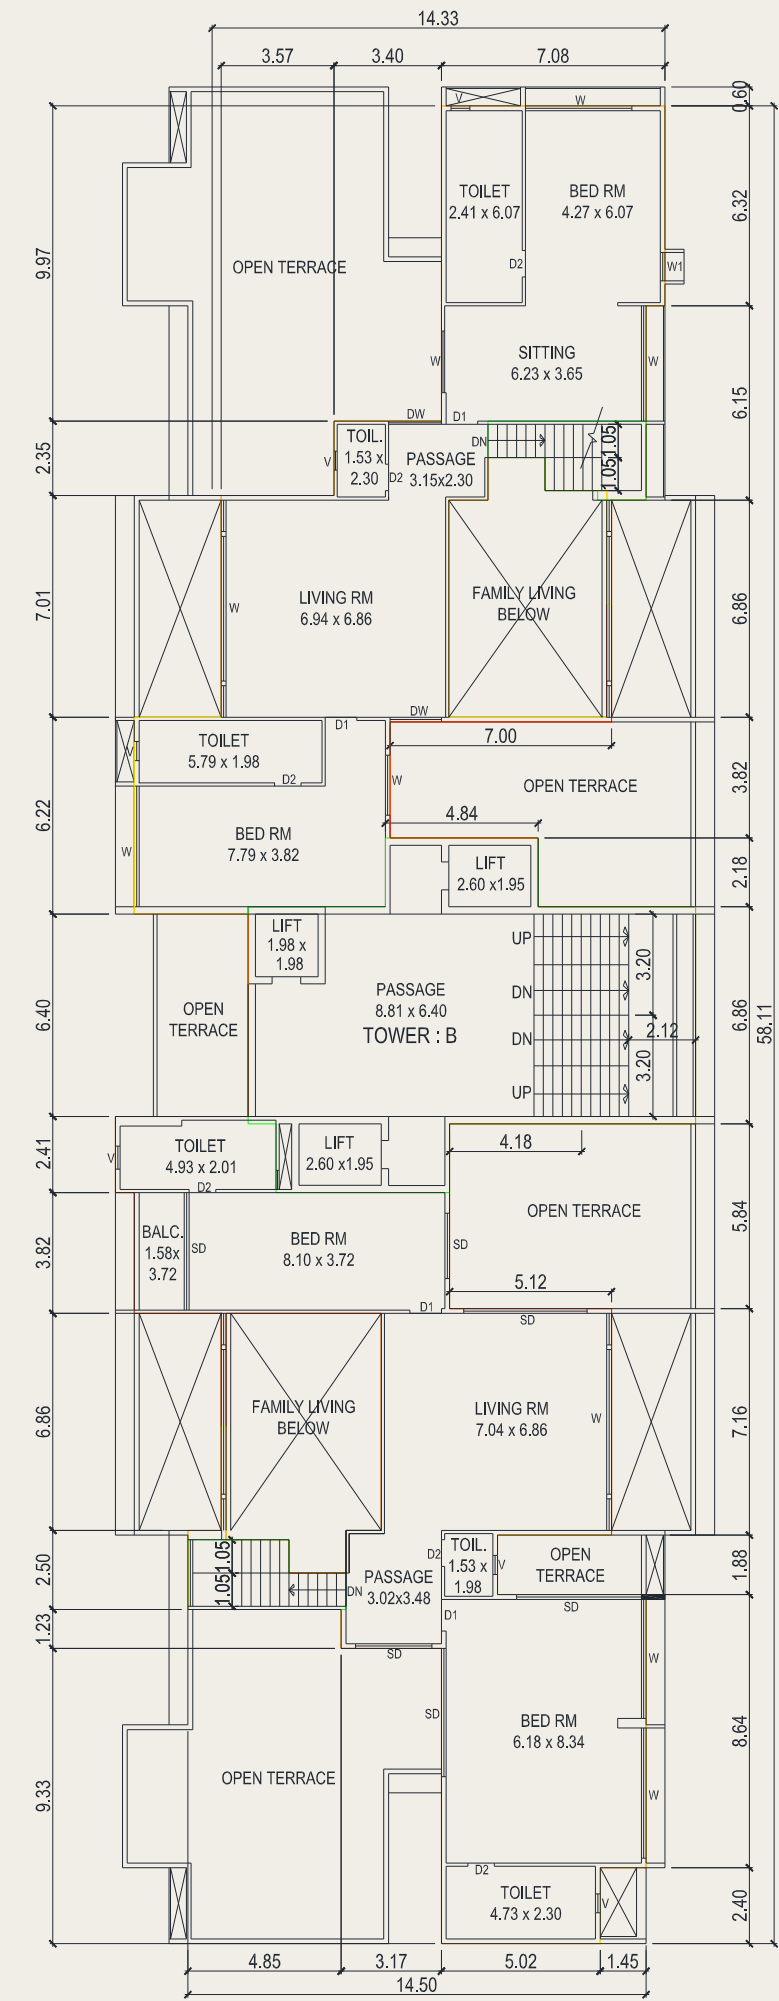 14.33
3.57
3.40
7.08
0.60
V
W
TOILET
2.41 x 6.07
BED RM
4.27 x 6.07
6.32
9.97
OPEN TERRACE
D2
W1
SITTING
6.23 x 3.65
W
W
6.15
DW
D1
TOIL.
1.53 x
2.30
V
D2
PASSAGE
3.15x2.30
DN
1.05
1.05
2.35
LIVING RM
6.94 x 6.86
W
FAMILY LIVING
BELOW
7.01
6.86
DW
D1
TOILET
5.79 x 1.98
V
D2
7.00
W
OPEN TERRACE
3.82
6.22
4.84
BED RM
7.79 x 3.82
W
LIFT
2.60 x1.95
2.18
LIFT
1.98 x
1.98
UP
3.20
PASSAGE
8.81 x 6.40
TOWER : B
DN
OPEN
TERRACE
6.40
6.86
58.11
DN
2.12
3.20
UP
TOILET
4.93 x 2.01
V
D2
LIFT
2.60 x1.95
4.18
2.41
OPEN TERRACE
5.84
BALC.
1.58x
3.72
SD
BED RM
8.10 x 3.72
SD
3.82
5.12
D1
SD
FAMILY LIVING
BELOW
LIVING RM
7.04 x 6.86
W
6.86
7.16
1.05
1.05
DN
2.50
PASSAGE
3.02x3.48
D2
TOIL.
1.53 x
1.98
V
OPEN
TERRACE
1.88
SD
D1
1.23
SD
SD
W
BED RM
6.18 x 8.34
8.64
OPEN TERRACE
W
9.33
D2
TOILET
4.73 x 2.30
V
2.40
4.85
3.17
5.02
1.45
14.50